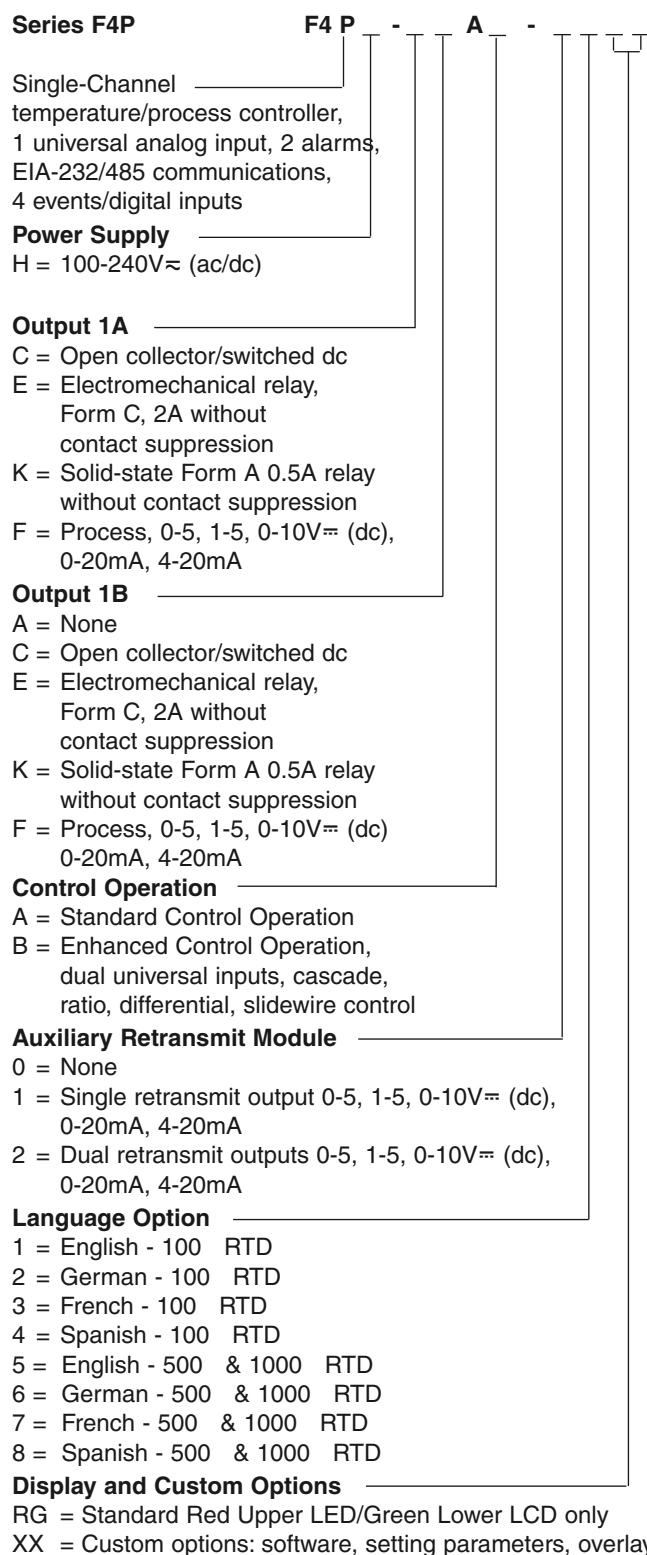 Series F4P F4 P _ - _ _ A _ - _ _ _ _
Single-Channel
temperature/process controller,
1 universal analog input, 2 alarms,
EIA-232/485 communications,
4 events/digital inputs
Power Supply
H = 100-240V≂ (ac/dc)
Output 1A
C = Open collector/switched dc
E = Electromechanical relay,
Form C, 2A without
contact suppression
K = Solid-state Form A 0.5A relay
without contact suppression
F = Process, 0-5, 1-5, 0-10V⎓ (dc),
0-20mA, 4-20mA
Output 1B
A = None
C = Open collector/switched dc
E = Electromechanical relay,
Form C, 2A without
contact suppression
K = Solid-state Form A 0.5A relay
without contact suppression
F = Process, 0-5, 1-5, 0-10V⎓ (dc)
0-20mA, 4-20mA
Control Operation
A = Standard Control Operation
B = Enhanced Control Operation,
dual universal inputs, cascade,
ratio, differential, slidewire control
Auxiliary Retransmit Module
0 = None
1 = Single retransmit output 0-5, 1-5, 0-10V⎓ (dc),
0-20mA, 4-20mA
2 = Dual retransmit outputs 0-5, 1-5, 0-10V⎓ (dc),
0-20mA, 4-20mA
Language Option
1 = English - 100 RTD
2 = German - 100 RTD
3 = French - 100 RTD
4 = Spanish - 100 RTD
5 = English - 500 & 1000 RTD
6 = German - 500 & 1000 RTD
7 = French - 500 & 1000 RTD
8 = Spanish - 500 & 1000 RTD
Display and Custom Options
RG = Standard Red Upper LED/Green Lower LCD only
XX = Custom options: software, setting parameters, overlay